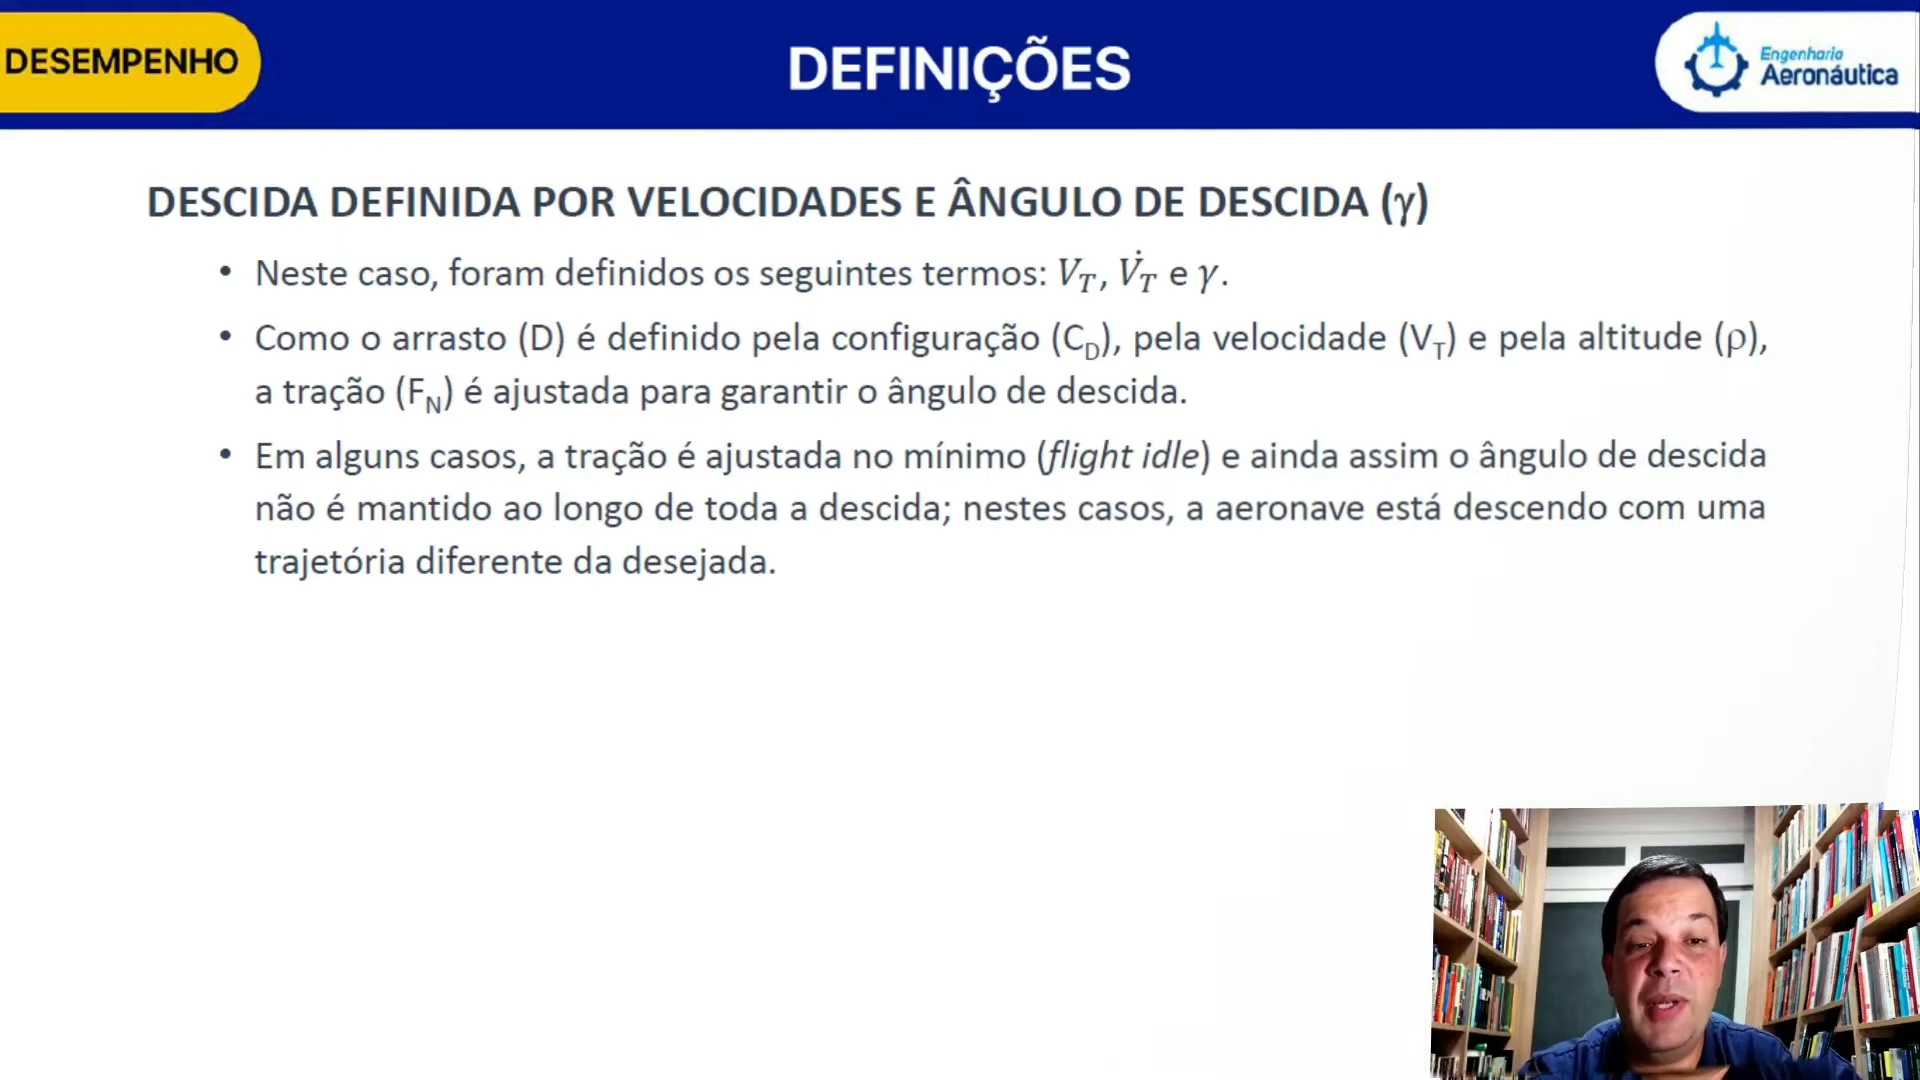 DESEMPENHO
DEFINIÇÕES
Engenharia
Aeronáutica
DESCIDA DEFINIDA POR VELOCIDADES E ÂNGULO DE DESCIDA (γ)
• Neste caso, foram definidos os seguintes termos: V_T, V̇_T e γ.
• Como o arrasto (D) é definido pela configuração (C_D), pela velocidade (V_T) e pela altitude (ρ),
a tração (F_N) é ajustada para garantir o ângulo de descida.
• Em alguns casos, a tração é ajustada no mínimo (flight idle) e ainda assim o ângulo de descida
não é mantido ao longo de toda a descida; nestes casos, a aeronave está descendo com uma
trajetória diferente da desejada.